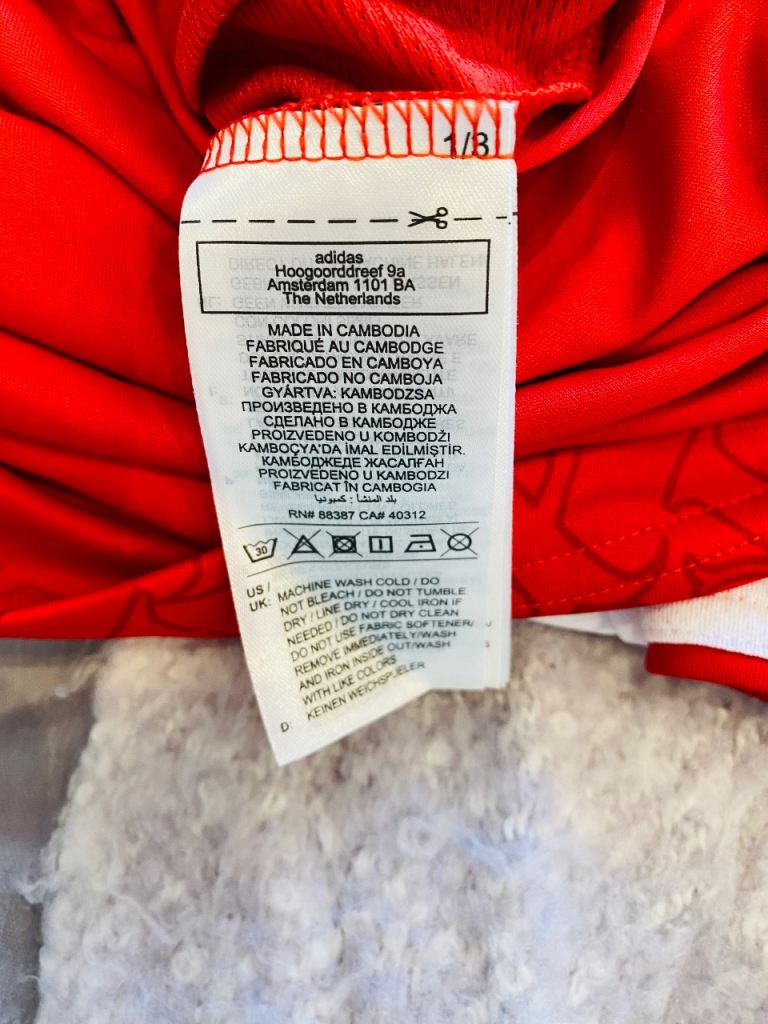 1/3
adidas
Hoogoorddreef 9a
Amsterdam 1101 BA
The Netherlands
MADE IN CAMBODIA
FABRIQUÉ AU CAMBODGE
FABRICADO EN CAMBOYA
FABRICADO NO CAMBOJA
GYÁRTVA: KAMBODZSA
ПРОИЗВЕДЕНО В КАМБОДЖА
СДЕЛАНО В КАМБОДЖЕ
PROIZVEDENO U KOMBODŽI
KAMBOÇYA'DA İMAL EDİLMİŞTİR.
КАМБОДЖЕДЕ ЖАСАЛҒАН
PROIZVEDENO U KAMBODZI
FABRICAT ÎN CAMBOGIA
بلد المنشأ : كمبوديا
RN# 88387 CA# 40312
30
US / UK: MACHINE WASH COLD / DO
NOT BLEACH / DO NOT TUMBLE
DRY / LINE DRY / COOL IRON IF
NEEDED / DO NOT DRY CLEAN
DO NOT USE FABRIC SOFTENER/
REMOVE IMMEDIATELY/WASH
AND IRON INSIDE OUT/WASH
WITH LIKE COLORS
D: KEINEN WEICHSPUELER